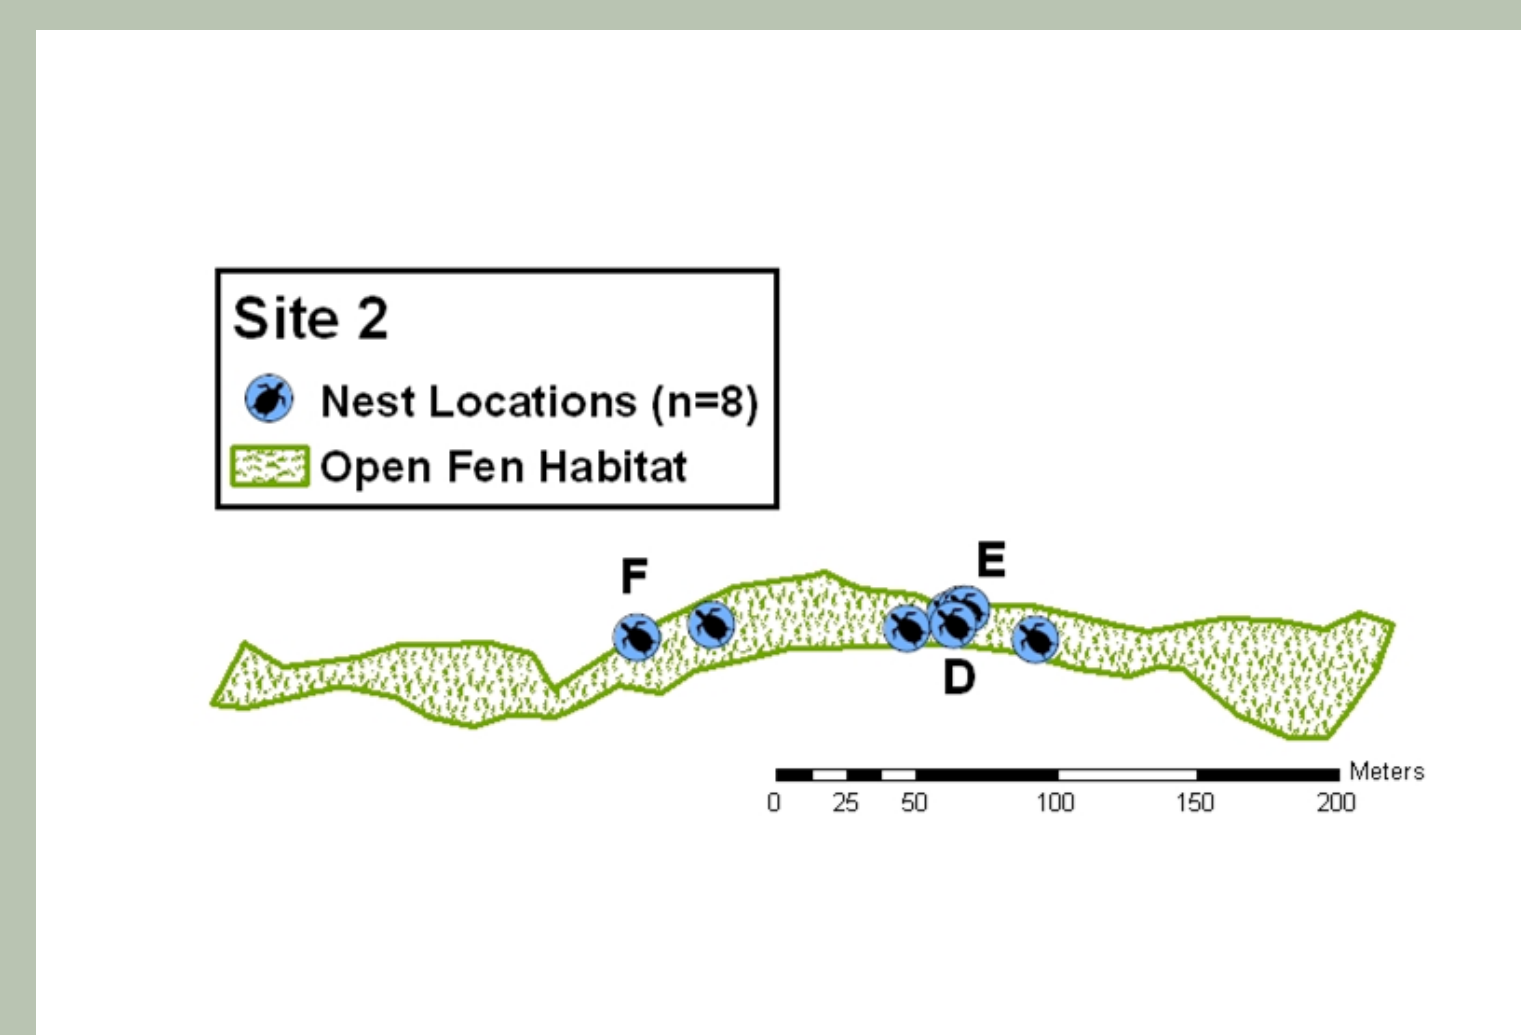 Site 2
Nest Locations (n=8)
Open Fen Habitat
F
E
D
Meters
0 25 50 100 150 200